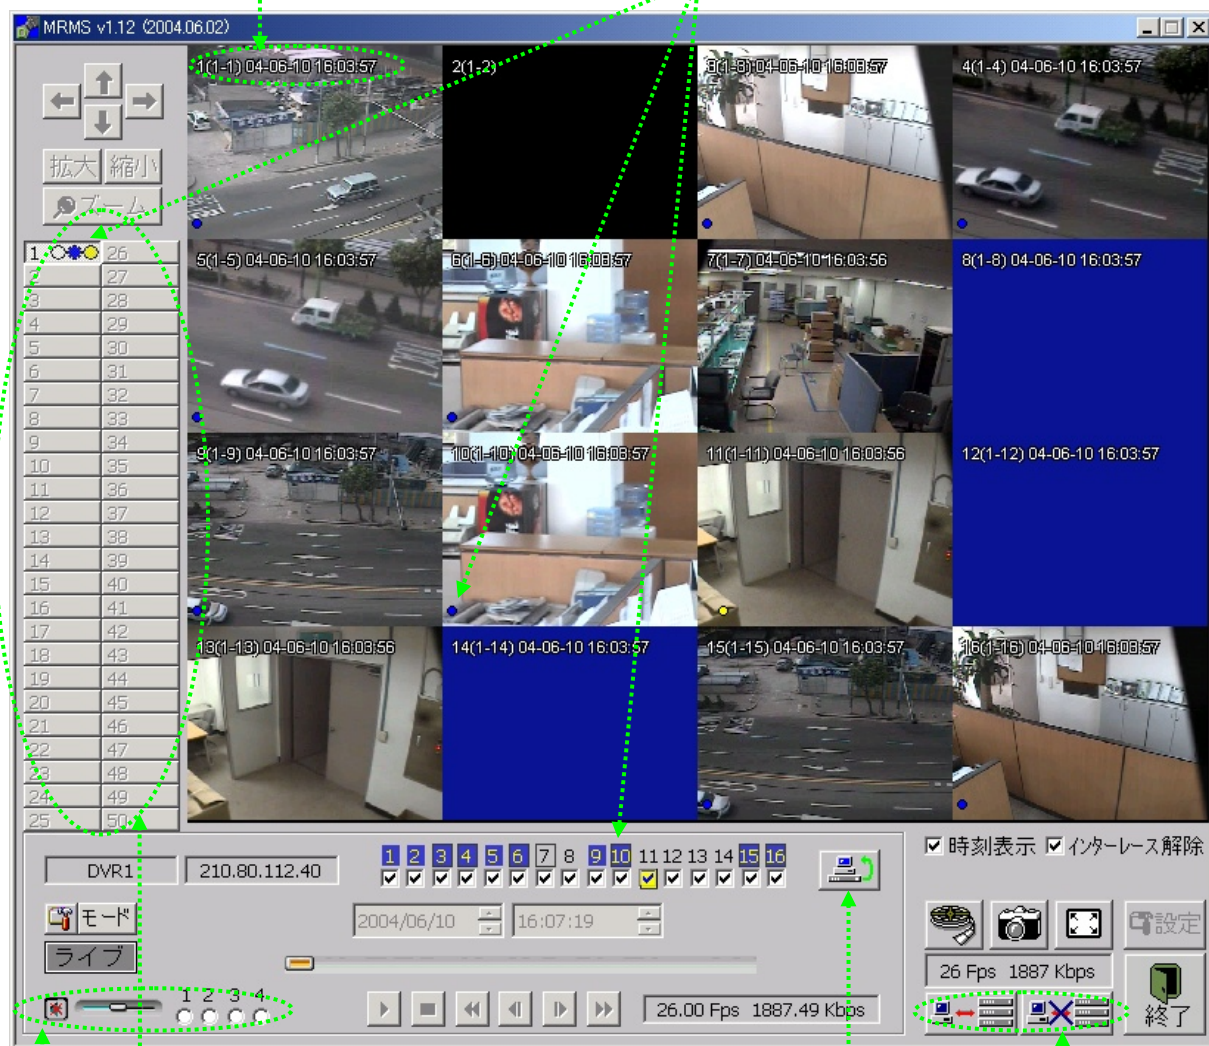 MRMS v1.12 (2004.06.02)
1(1-1) 04-06-10 16:03:57
2(1-2)
3(1-3) 04-06-10 16:03:57
4(1-4) 04-06-10 16:03:57
拡大 縮小
ズーム
5(1-5) 04-06-10 16:03:57
6(1-6) 04-06-10 16:03:57
7(1-7) 04-06-10 16:03:56
8(1-8) 04-06-10 16:03:57
9(1-9) 04-06-10 16:03:57
10(1-10) 04-06-10 16:03:57
11(1-11) 04-06-10 16:03:56
12(1-12) 04-06-10 16:03:57
13(1-13) 04-06-10 16:03:56
14(1-14) 04-06-10 16:03:57
15(1-15) 04-06-10 16:03:57
16(1-16) 04-06-10 16:03:57
1 26
2 27
3 28
4 29
5 30
6 31
7 32
8 33
9 34
10 35
11 36
12 37
13 38
14 39
15 40
16 41
17 42
18 43
19 44
20 45
21 46
22 47
23 48
24 49
25 50
DVR1 210.80.112.40
1 2 3 4 5 6 7 8 9 10 11 12 13 14 15 16
時刻表示 インターレース解除
モード
2004/06/10 16:07:19
設定
ライブ
26 Fps 1887 Kbps
1 2 3 4
26.00 Fps 1887.49 Kbps
終了